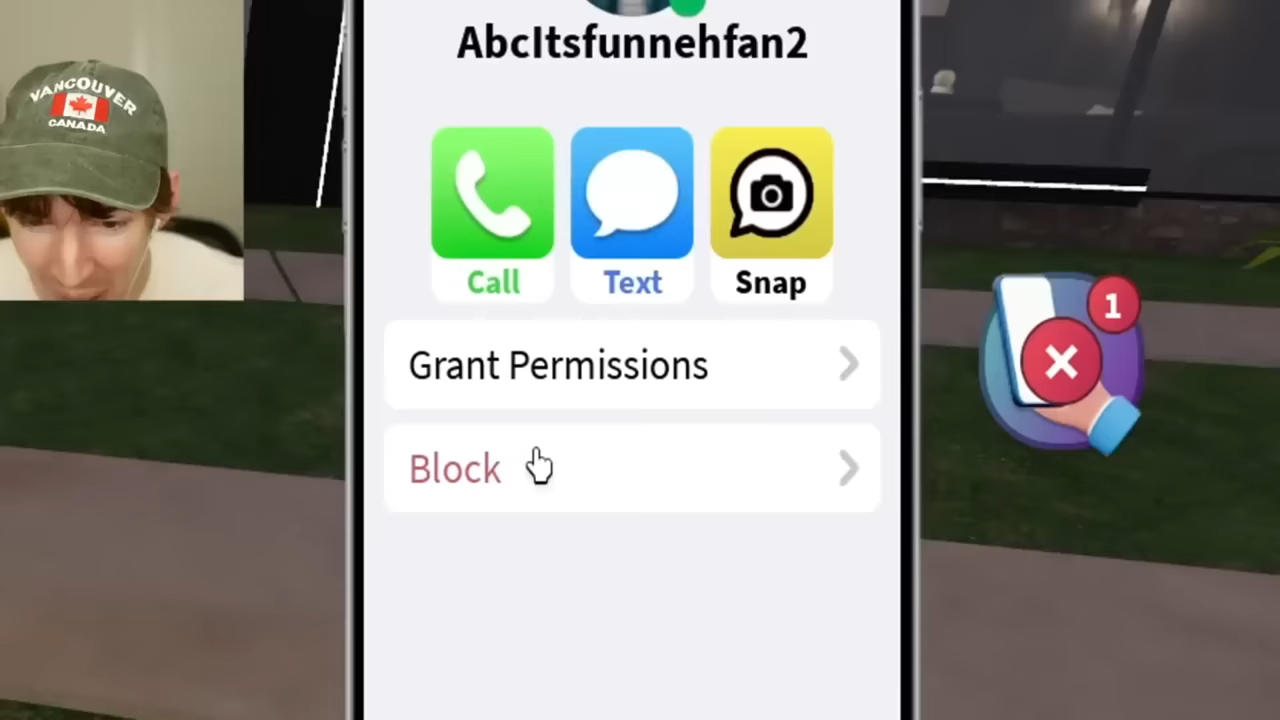 AbcItsfunnehfan2
VANCOUVER
CANADA
Call
Text
Snap
1
Grant Permissions
Block